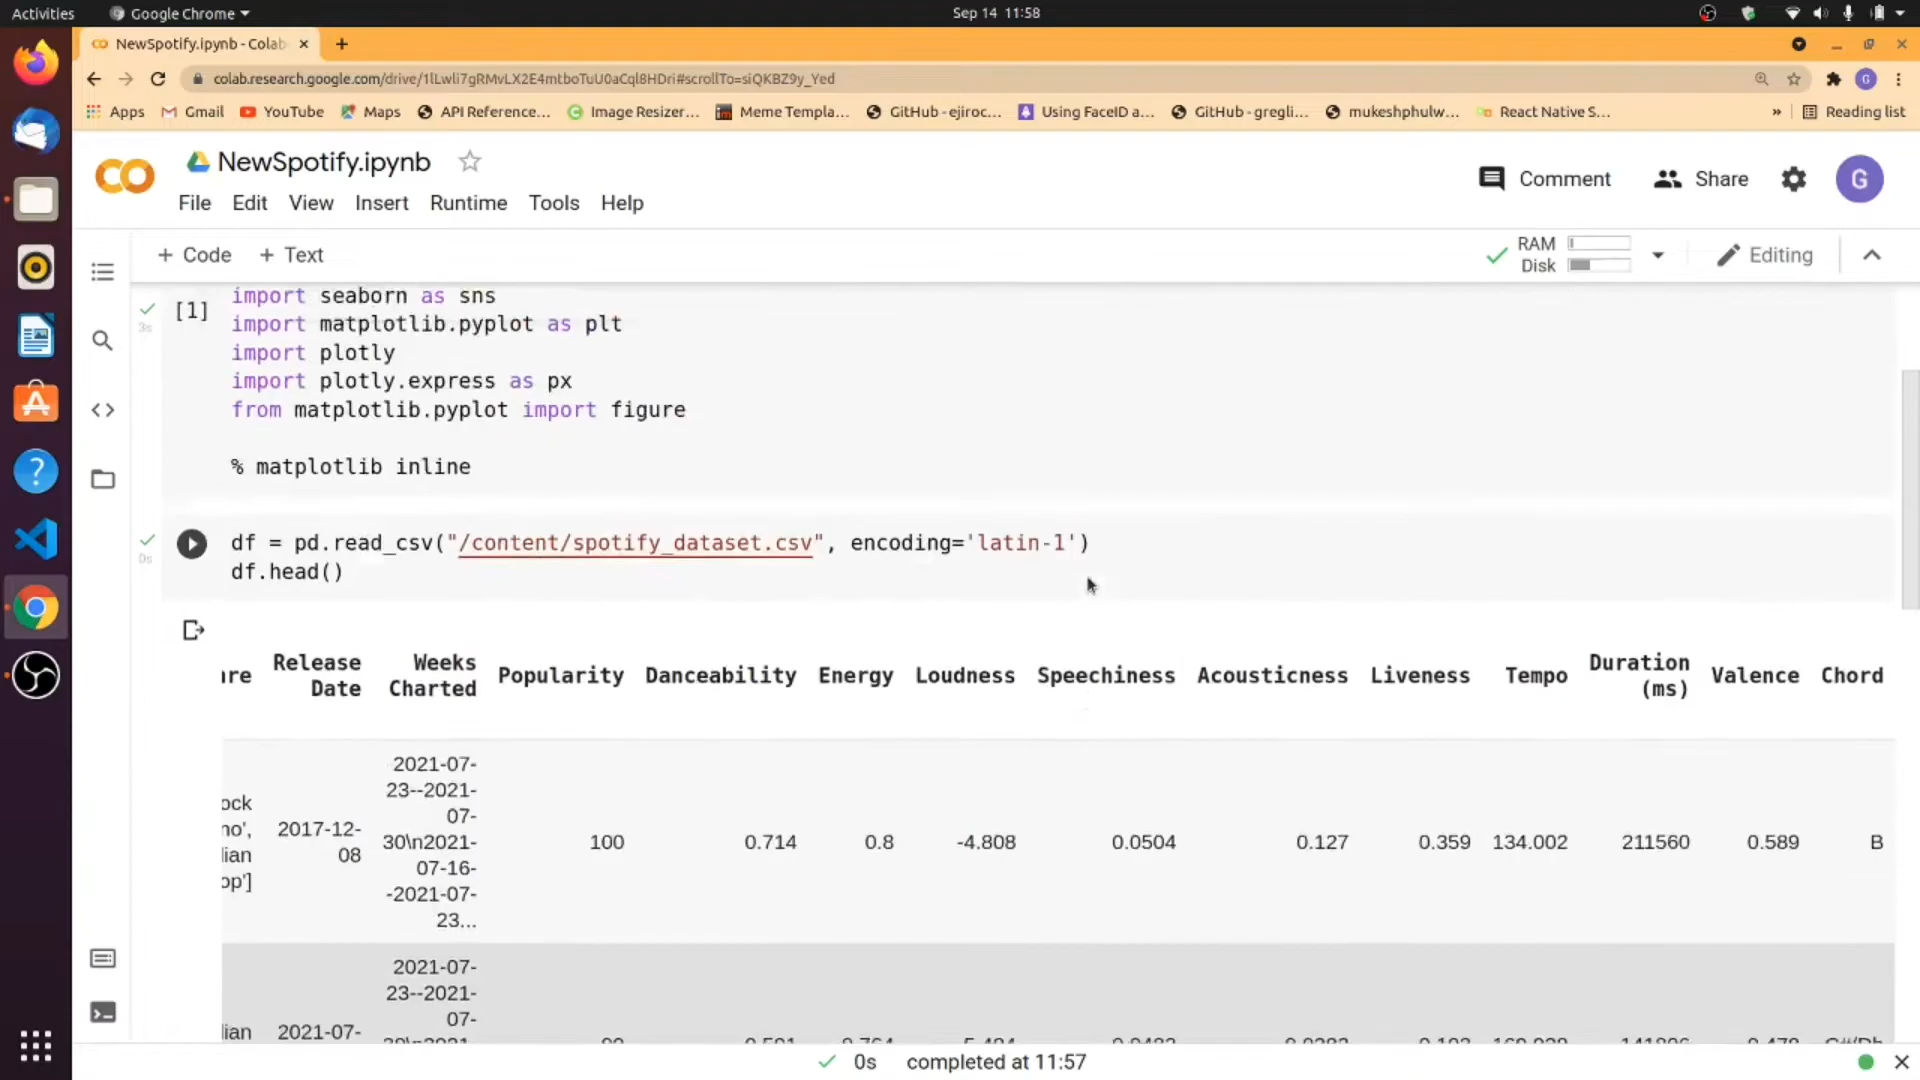 Activities
Google Chrome
Sep 14 11:58
NewSpotify.ipynb - Colab
colab.research.google.com/drive/1lLwli7gRMvLX2E4mtboTuU0aCql8HDri#scrollTo=siQKBZ9y_Yed
Apps Gmail YouTube Maps API Reference... Image Resizer... Meme Templa... GitHub - ejiroc... Using FaceID a... GitHub - gregli... mukeshphulw... React Native S... » Reading list
NewSpotify.ipynb
Comment Share G
File Edit View Insert Runtime Tools Help
+ Code + Text
RAM
Disk
Editing
[1]
3s
import seaborn as sns
import matplotlib.pyplot as plt
import plotly
import plotly.express as px
from matplotlib.pyplot import figure
% matplotlib inline
0s
df = pd.read_csv("/content/spotify_dataset.csv", encoding='latin-1')
df.head()
Release Date Weeks Charted Popularity Danceability Energy Loudness Speechiness Acousticness Liveness Tempo Duration (ms) Valence Chord
2021-07-
23--2021-
07-
30\n2021-
07-16-
-2021-07-
23...
2017-12-
08
100 0.714 0.8 -4.808 0.0504 0.127 0.359 134.002 211560 0.589 B
2021-07-
23--2021-
07-
2021-07-
0s completed at 11:57